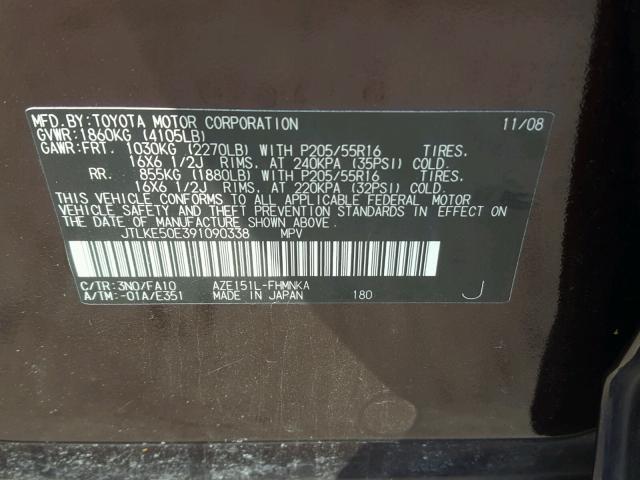 MFD.BY:TOYOTA MOTOR CORPORATION 11/08
GVWR:1860KG (4105LB)
GAWR:FRT. 1030KG (2270LB) WITH P205/55R16 TIRES.
16X6 1/2J RIMS, AT 240KPA (35PSI) COLD.
RR. 855KG (1880LB) WITH P205/55R16 TIRES.
16X6 1/2J RIMS, AT 220KPA (32PSI) COLD.
THIS VEHICLE CONFORMS TO ALL APPLICABLE FEDERAL MOTOR
VEHICLE SAFETY AND THEFT PREVENTION STANDARDS IN EFFECT ON
THE DATE OF MANUFACTURE SHOWN ABOVE.
JTLKE50E391090338 MPV
C/TR:3N0/FA10 AZE151L-FHMNKA
A/TM:-01A/E351 MADE IN JAPAN 180 J